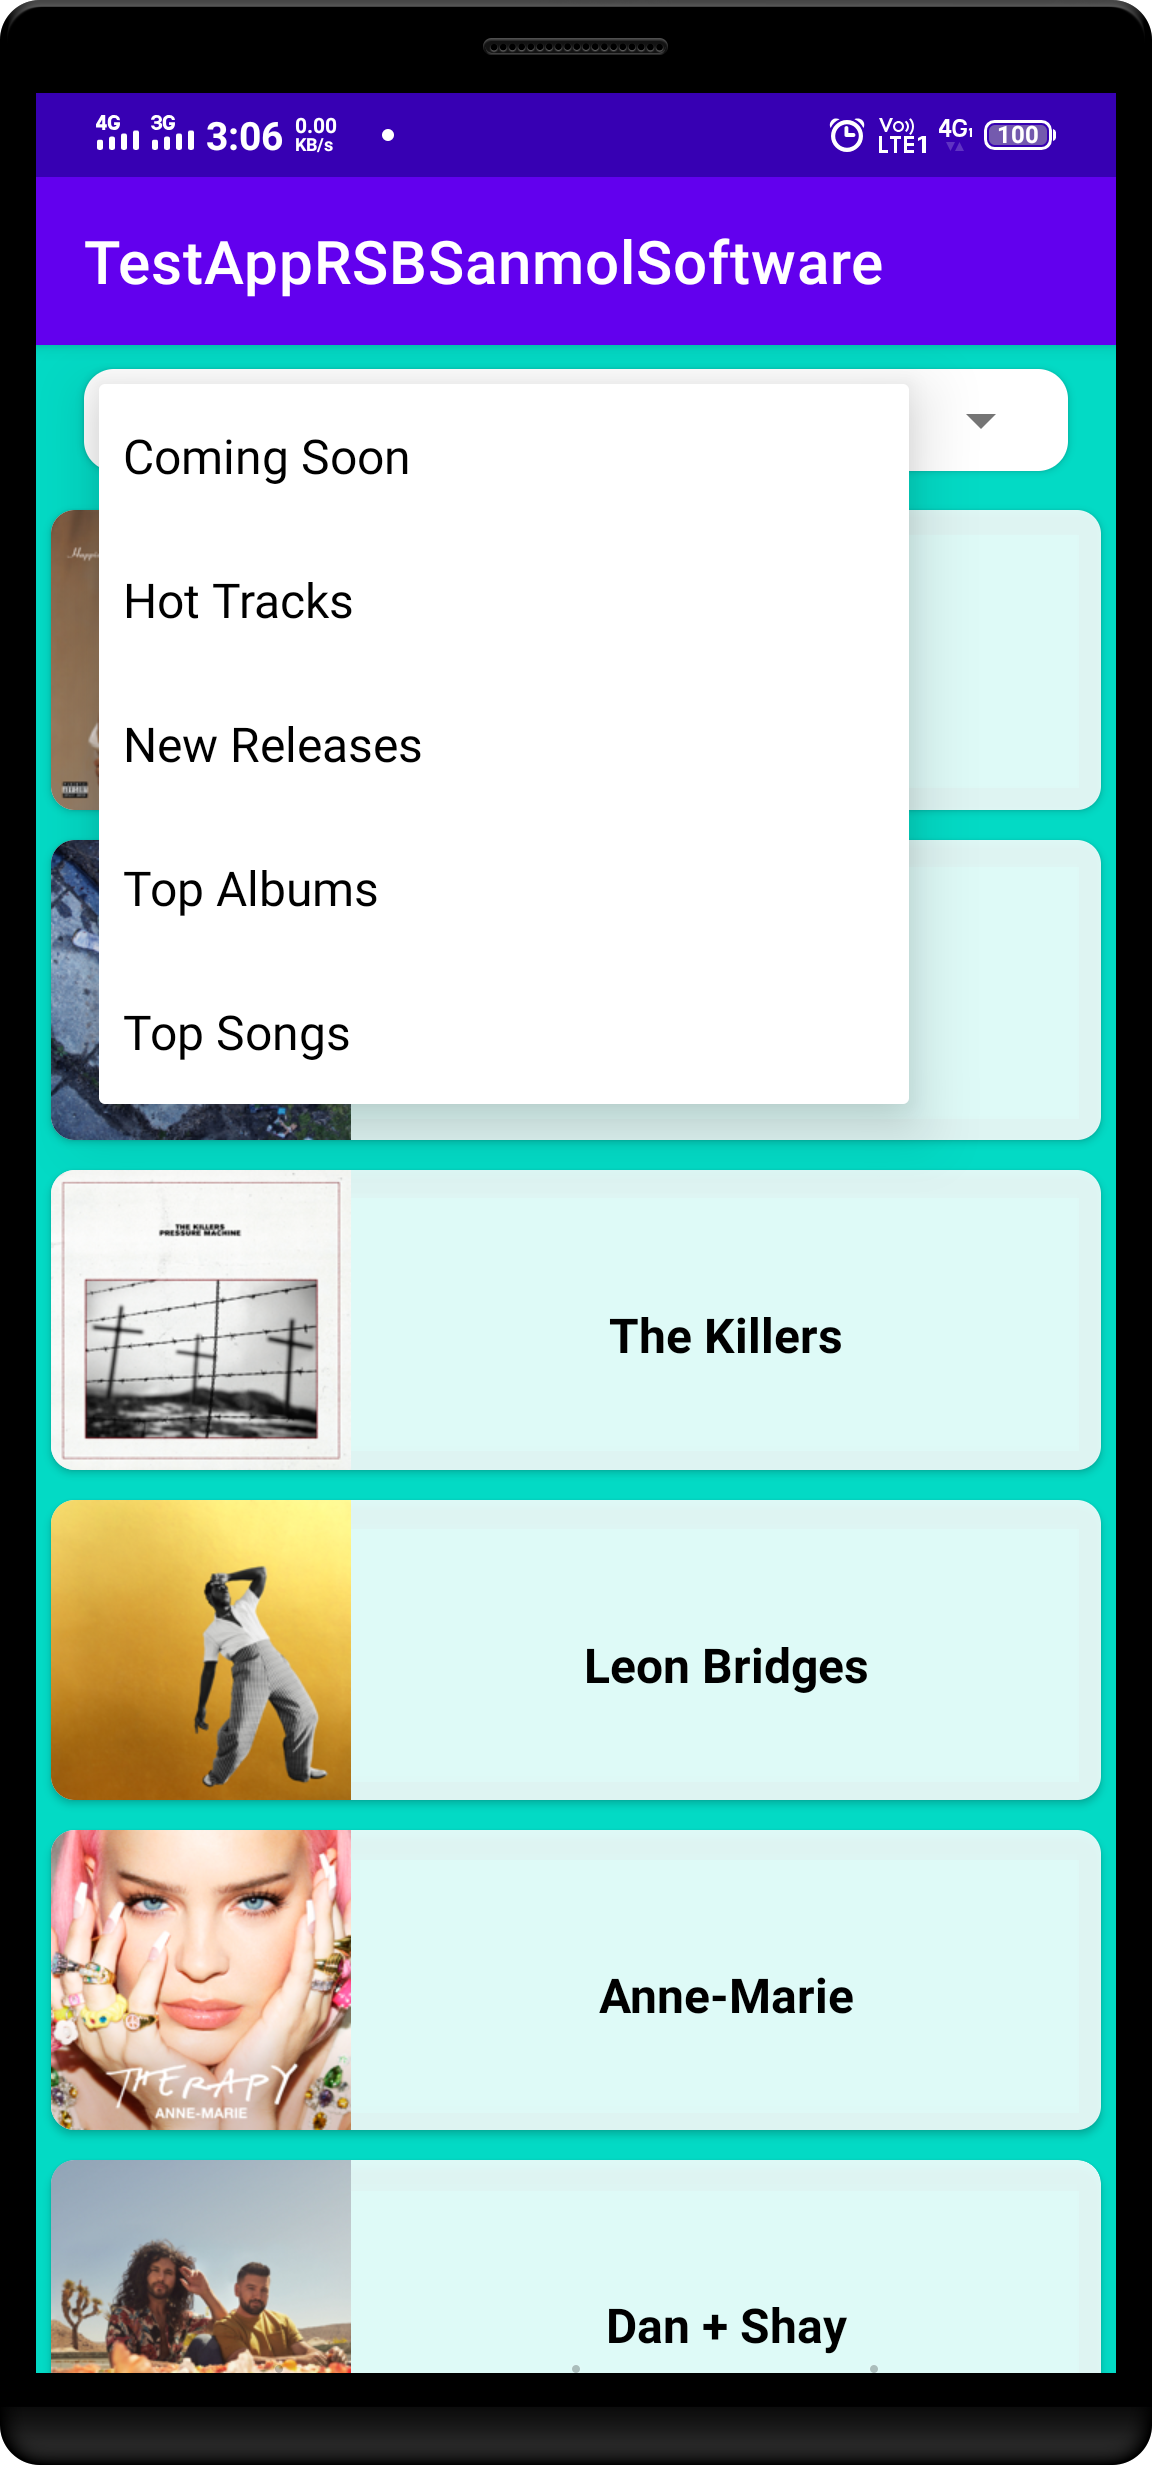 4G 3G 3:06 0.00 KB/s Vo)) LTE1 4G1 100
TestAppRSBSanmolSoftware
Coming Soon
Hot Tracks
New Releases
Top Albums
Top Songs
THE KILLERS
PRESSURE MACHINE
The Killers
Leon Bridges
THERAPY
ANNE-MARIE
Anne-Marie
Dan + Shay